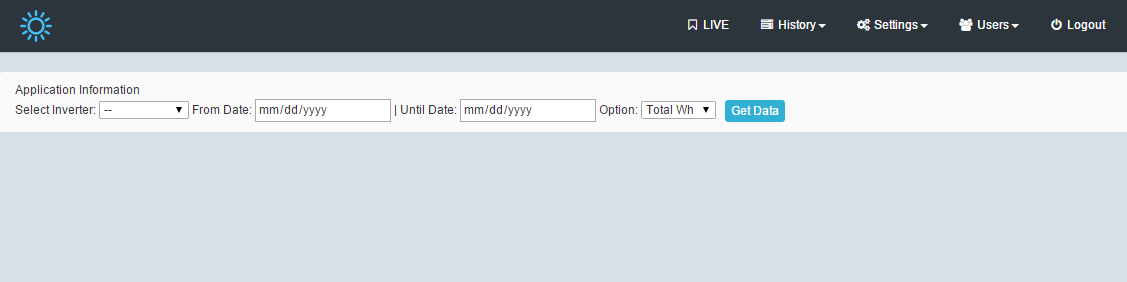 LIVE History Settings Users Logout
Application Information
Select Inverter: -- From Date: mm/dd/yyyy | Until Date: mm/dd/yyyy Option: Total Wh Get Data